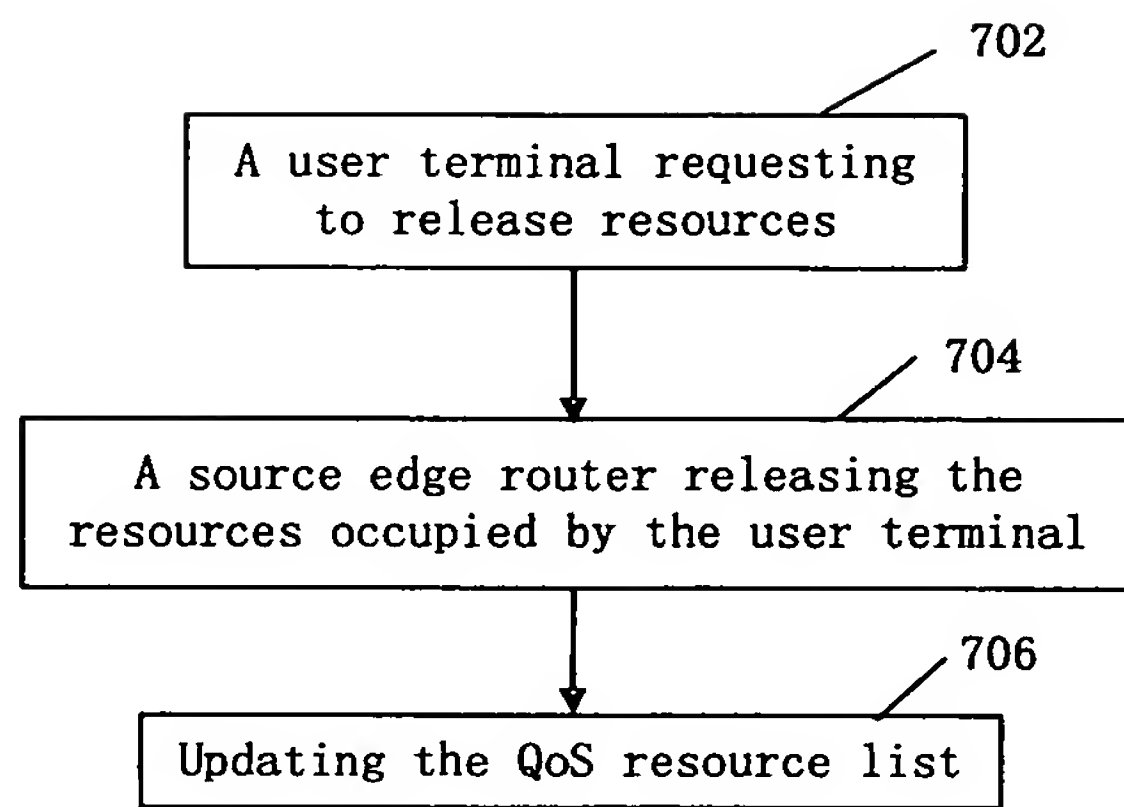 702
A user terminal requesting
to release resources
704
A source edge router releasing the
resources occupied by the user terminal
706
Updating the QoS resource list